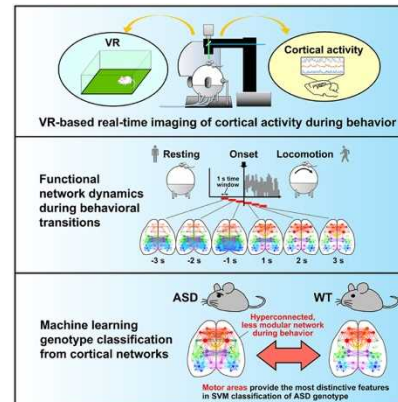 VR
Cortical activity
VR-based real-time imaging of cortical activity during behavior
Resting
Onset
Locomotion
1 s time
window
Functional
network dynamics
during behavioral
transitions
-3 s
-2 s
-1 s
1 s
2 s
3 s
ASD
WT
Hyperconnected,
less modular network
during behavior
Machine learning
genotype classification
from cortical networks
Motor areas provide the most distinctive features
in SVM classification of ASD genotype